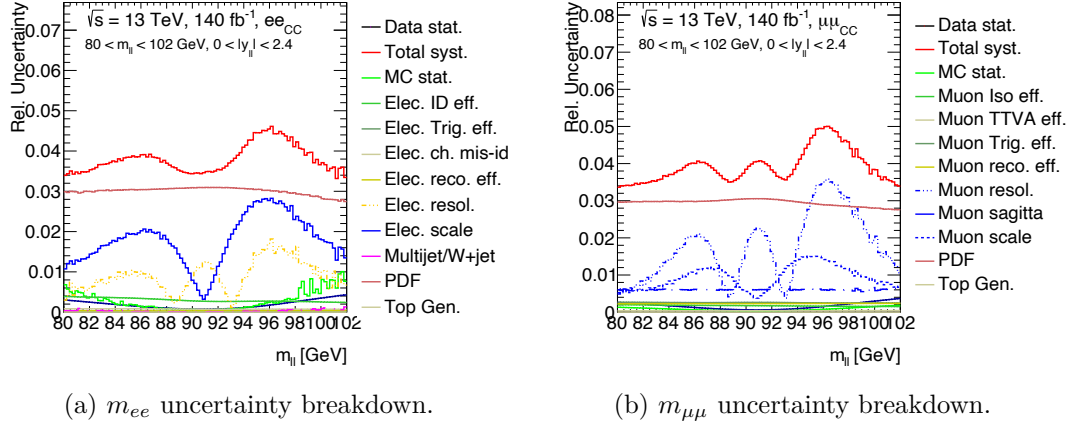 √s = 13 TeV, 140 fb⁻¹, ee_CC
80 < m_ll < 102 GeV, 0 < |y_ll| < 2.4
Rel. Uncertainty
0.07
0.06
0.05
0.04
0.03
0.02
0.01
0
80 82 84 86 88 90 92 94 96 98 100 102
m_ll [GeV]
Data stat.
Total syst.
MC stat.
Elec. ID eff.
Elec. Trig. eff.
Elec. ch. mis-id
Elec. reco. eff.
Elec. resol.
Elec. scale
Multijet/W+jet
PDF
Top Gen.
(a) m_ee uncertainty breakdown.
√s = 13 TeV, 140 fb⁻¹, μμ_CC
80 < m_ll < 102 GeV, 0 < |y_ll| < 2.4
Rel. Uncertainty
0.08
0.07
0.06
0.05
0.04
0.03
0.02
0.01
0
80 82 84 86 88 90 92 94 96 98 100 102
m_ll [GeV]
Data stat.
Total syst.
MC stat.
Muon Iso eff.
Muon TTVA eff.
Muon Trig. eff.
Muon reco. eff.
Muon resol.
Muon sagitta
Muon scale
PDF
Top Gen.
(b) m_μμ uncertainty breakdown.